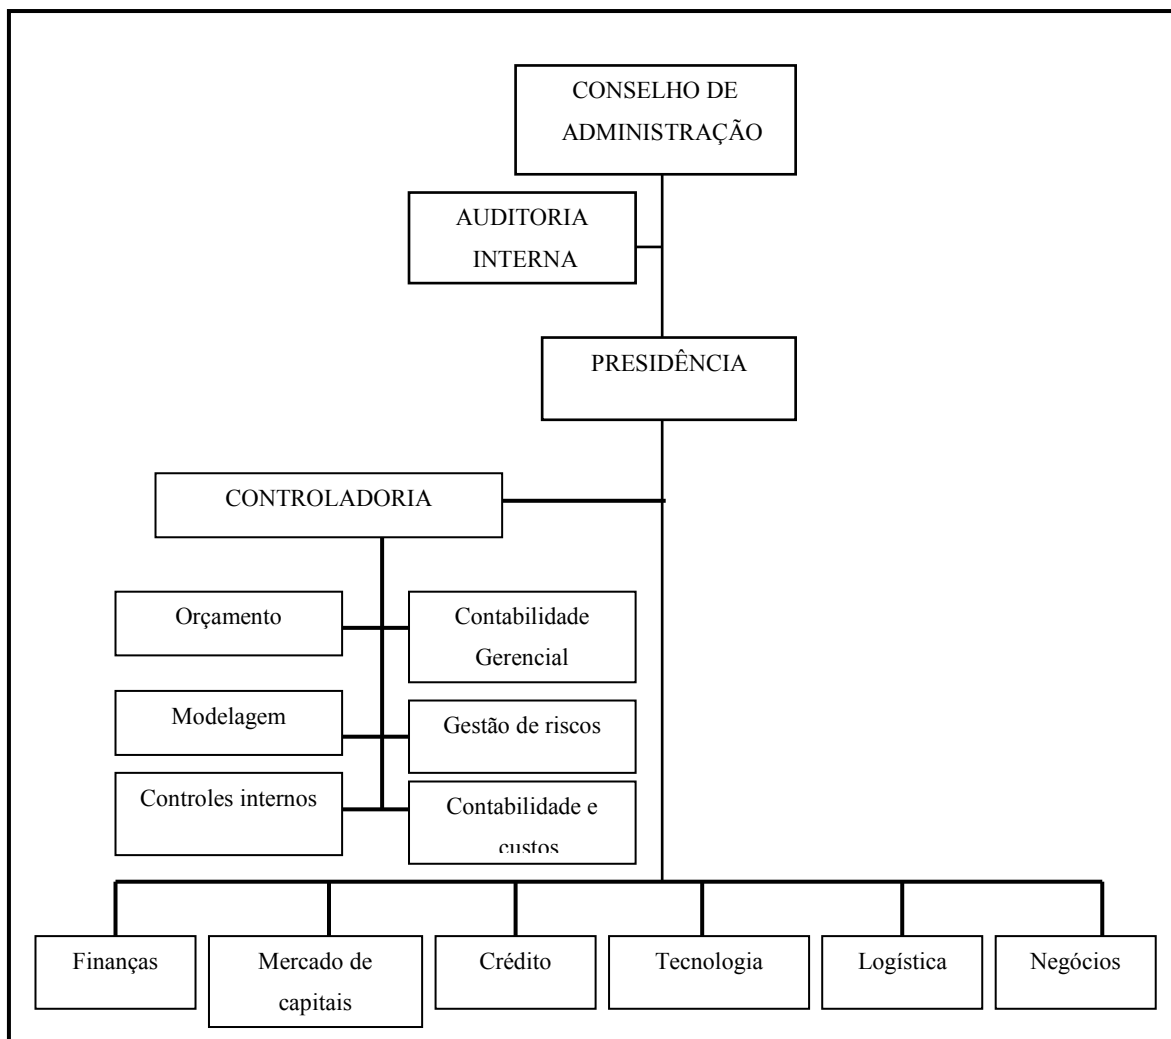 CONSELHO DE
ADMINISTRAÇÃO
AUDITORIA
INTERNA
PRESIDÊNCIA
CONTROLADORIA
Orçamento
Contabilidade
Gerencial
Modelagem
Gestão de riscos
Controles internos
Contabilidade e
custos
Finanças
Mercado de
capitais
Crédito
Tecnologia
Logística
Negócios